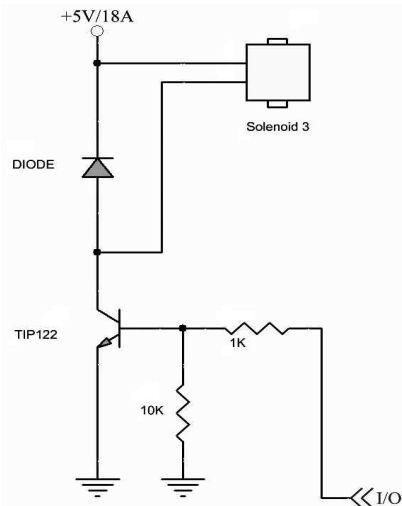 +5V/18A
Solenoid 3
DIODE
TIP122
1K
10K
I/O